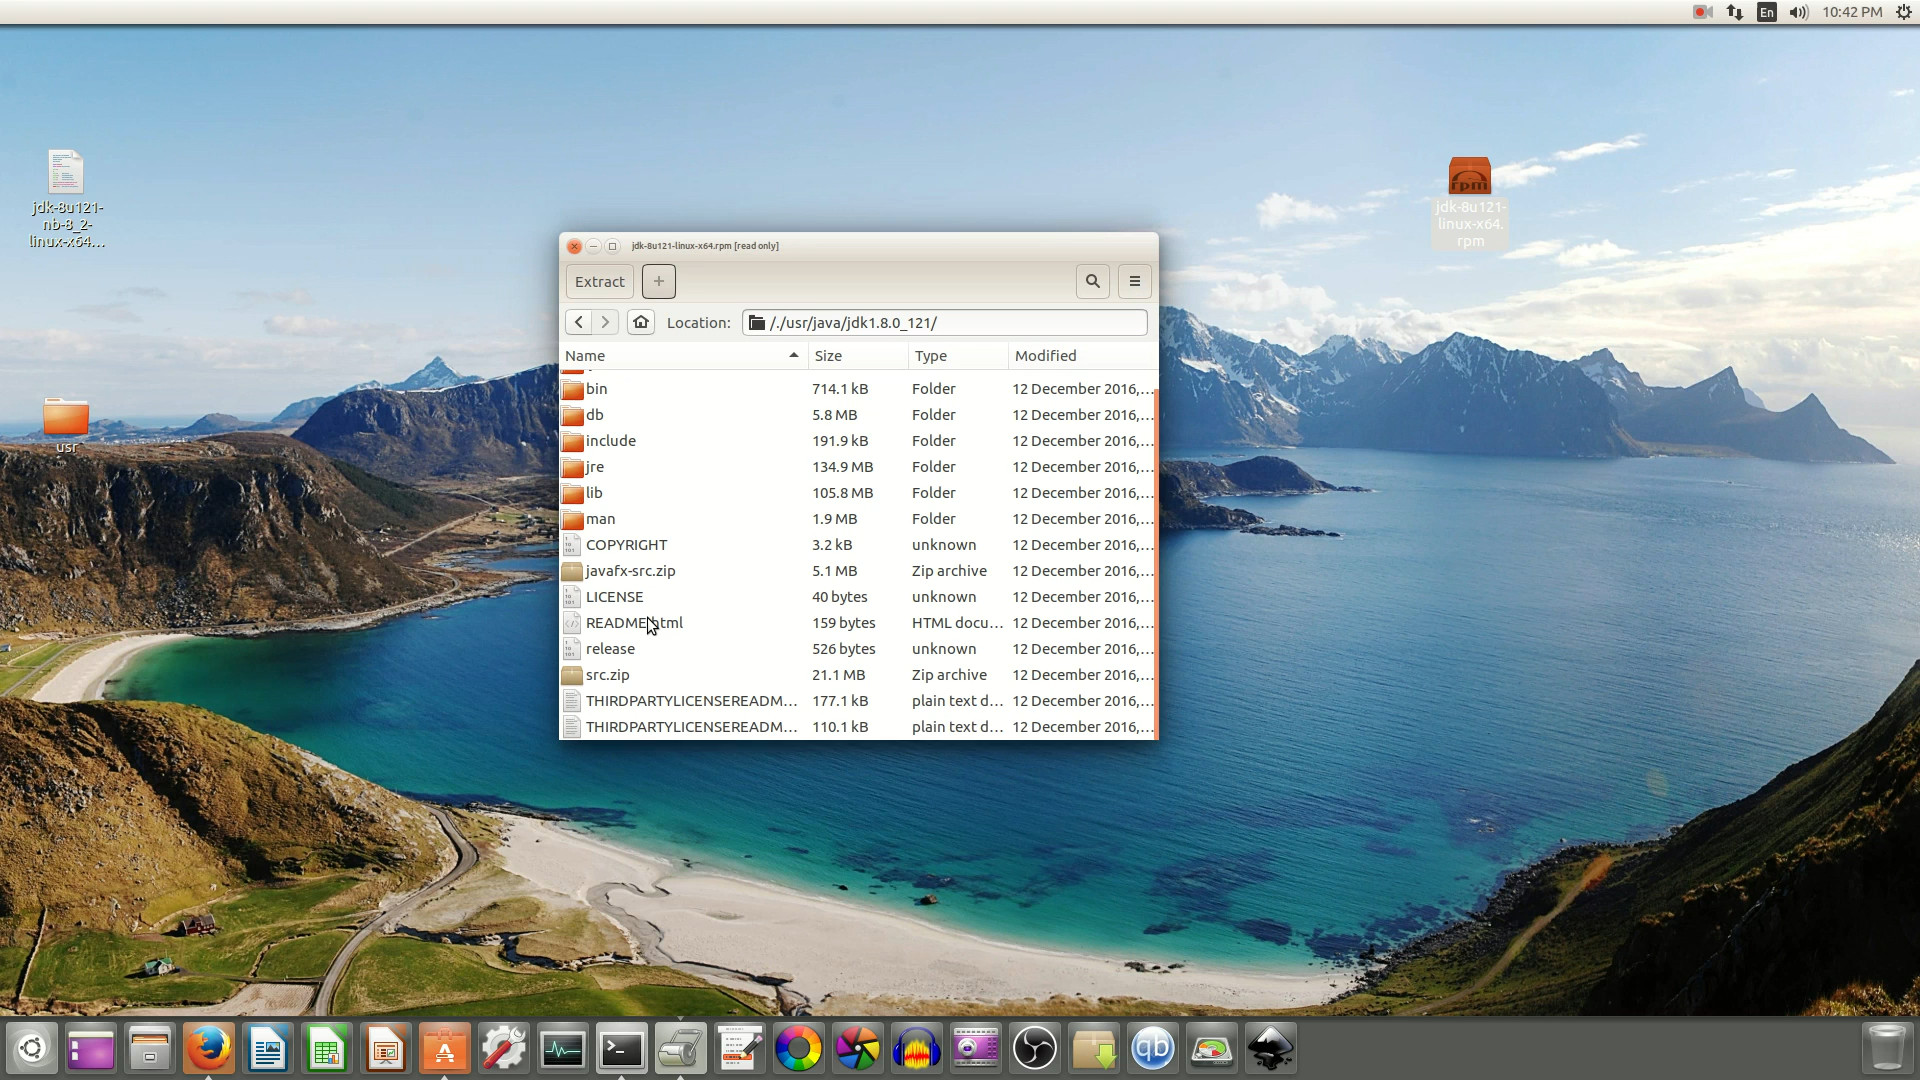 En 10:42 PM
jdk-8u121-
nb-8_2-
linux-x64...
rpm
jdk-8u121-
linux-x64.
rpm
usr
jdk-8u121-linux-x64.rpm [read only]
Extract +
Location: /./usr/java/jdk1.8.0_121/
Name Size Type Modified
bin 714.1 kB Folder 12 December 2016,...
db 5.8 MB Folder 12 December 2016,...
include 191.9 kB Folder 12 December 2016,...
jre 134.9 MB Folder 12 December 2016,...
lib 105.8 MB Folder 12 December 2016,...
man 1.9 MB Folder 12 December 2016,...
COPYRIGHT 3.2 kB unknown 12 December 2016,...
javafx-src.zip 5.1 MB Zip archive 12 December 2016,...
LICENSE 40 bytes unknown 12 December 2016,...
README.html 159 bytes HTML docu... 12 December 2016,...
release 526 bytes unknown 12 December 2016,...
src.zip 21.1 MB Zip archive 12 December 2016,...
THIRDPARTYLICENSEREADM... 177.1 kB plain text d... 12 December 2016,...
THIRDPARTYLICENSEREADM... 110.1 kB plain text d... 12 December 2016,...
qb